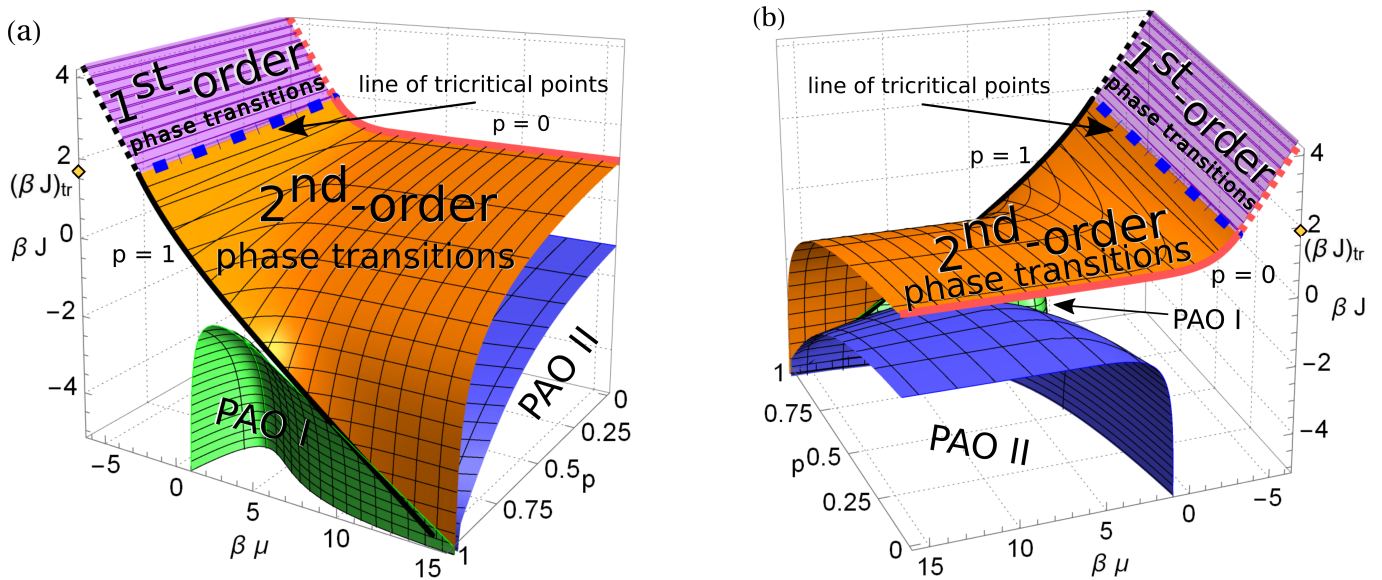 (a)
4
2
(β J)tr
0
β J
−2
−4
1st-order
phase transitions
line of tricritical points
p = 0
p = 1
2nd-order
phase transitions
PAO I
PAO II
−5
0
5
10
15
β μ
0
0.25
0.5
p
0.75
1
(b)
line of tricritical points
1st-order
phase transitions
p = 1
2nd-order
phase transitions
p = 0
PAO I
PAO II
4
2
(β J)tr
0
β J
−2
−4
1
0.75
p
0.5
0.25
0
15
10
5
0
−5
β μ